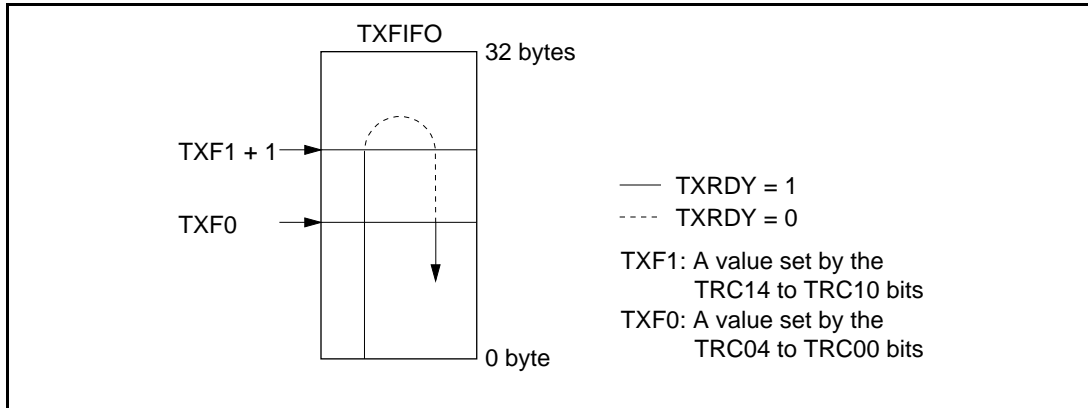 TXFIFO
32 bytes
TXF1 + 1
TXF0
0 byte
TXRDY = 1
TXRDY = 0
TXF1: A value set by the
TRC14 to TRC10 bits
TXF0: A value set by the
TRC04 to TRC00 bits